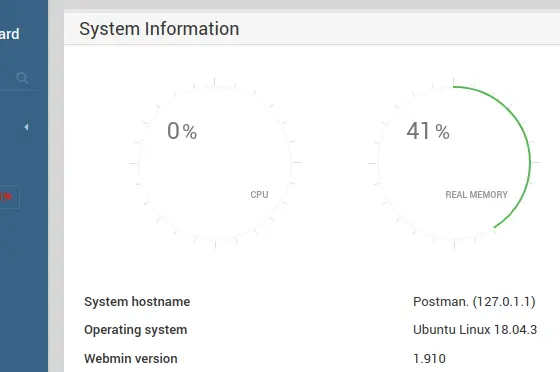 ard
System Information
0%
CPU
41%
REAL MEMORY
System hostname Postman. (127.0.1.1)
Operating system Ubuntu Linux 18.04.3
Webmin version 1.910